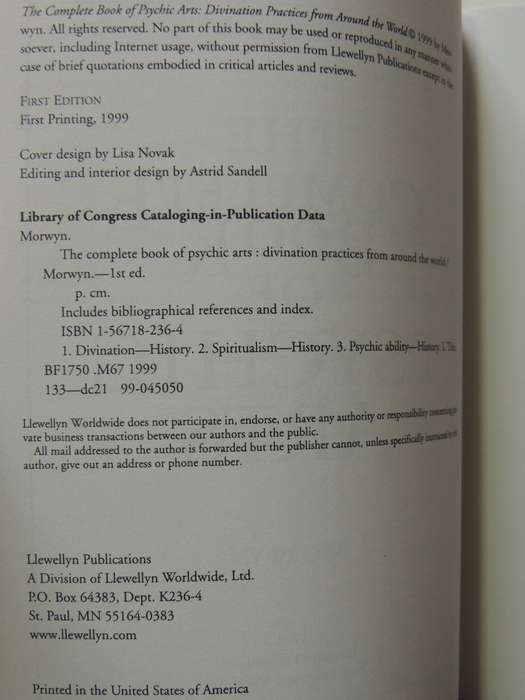 The Complete Book of Psychic Arts: Divination Practices from Around the World © 1999 by Mor-
wyn. All rights reserved. No part of this book may be used or reproduced in any manner what-
soever, including Internet usage, without permission from Llewellyn Publications except in the
case of brief quotations embodied in critical articles and reviews.
FIRST EDITION
First Printing, 1999
Cover design by Lisa Novak
Editing and interior design by Astrid Sandell
Library of Congress Cataloging-in-Publication Data
Morwyn.
The complete book of psychic arts : divination practices from around the world /
Morwyn.—1st ed.
p. cm.
Includes bibliographical references and index.
ISBN 1-56718-236-4
1. Divination—History. 2. Spiritualism—History. 3. Psychic ability—History. I. Title.
BF1750 .M67 1999
133—dc21 99-045050
Llewellyn Worldwide does not participate in, endorse, or have any authority or responsibility concerning
vate business transactions between our authors and the public.
All mail addressed to the author is forwarded but the publisher cannot, unless specifically instructed by the
author, give out an address or phone number.
Llewellyn Publications
A Division of Llewellyn Worldwide, Ltd.
P.O. Box 64383, Dept. K236-4
St. Paul, MN 55164-0383
www.llewellyn.com
Printed in the United States of America